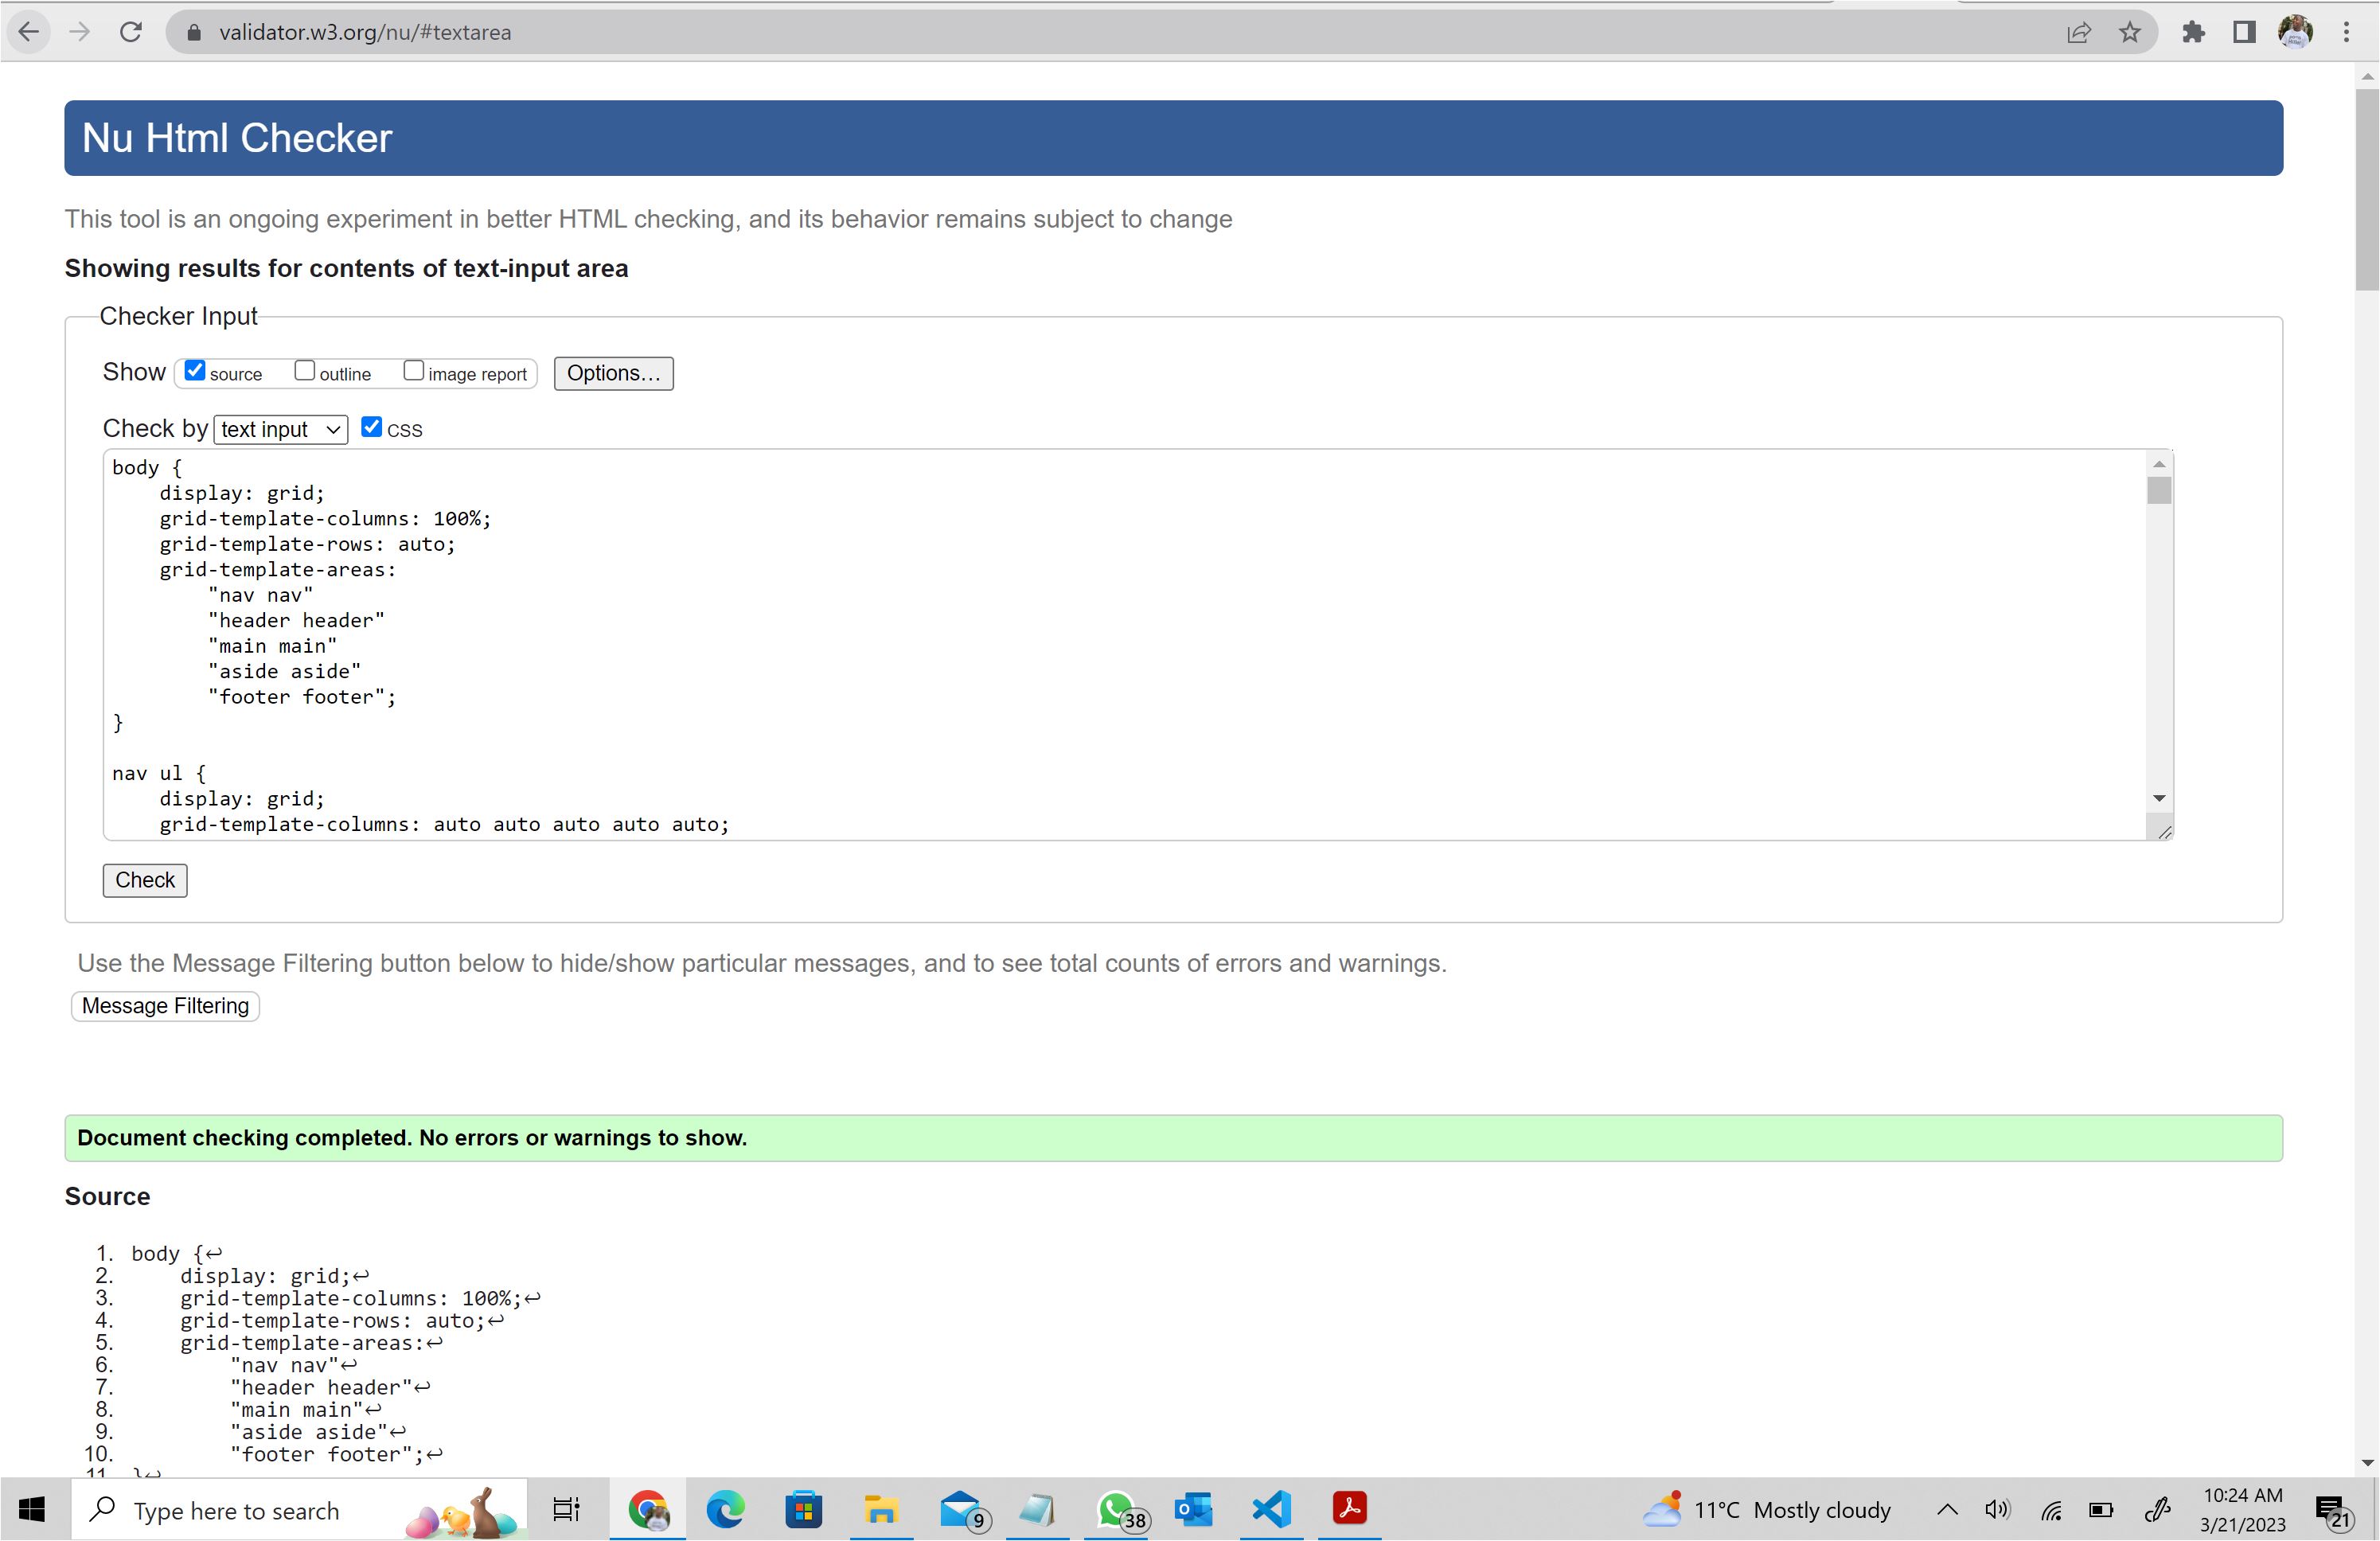 validator.w3.org/nu/#textarea
Nu Html Checker
This tool is an ongoing experiment in better HTML checking, and its behavior remains subject to change
Showing results for contents of text-input area
Checker Input
Show source outline image report Options...
Check by text input CSS
body {
    display: grid;
    grid-template-columns: 100%;
    grid-template-rows: auto;
    grid-template-areas:
        "nav nav"
        "header header"
        "main main"
        "aside aside"
        "footer footer";
}
nav ul {
    display: grid;
    grid-template-columns: auto auto auto auto auto;
Check
Use the Message Filtering button below to hide/show particular messages, and to see total counts of errors and warnings.
Message Filtering
Document checking completed. No errors or warnings to show.
Source
1. body {↩
2.     display: grid;↩
3.     grid-template-columns: 100%;↩
4.     grid-template-rows: auto;↩
5.     grid-template-areas:↩
6.         "nav nav"↩
7.         "header header"↩
8.         "main main"↩
9.         "aside aside"↩
10.         "footer footer";↩
11. }↩
Type here to search
9
38
11°C Mostly cloudy
10:24 AM
3/21/2023
21